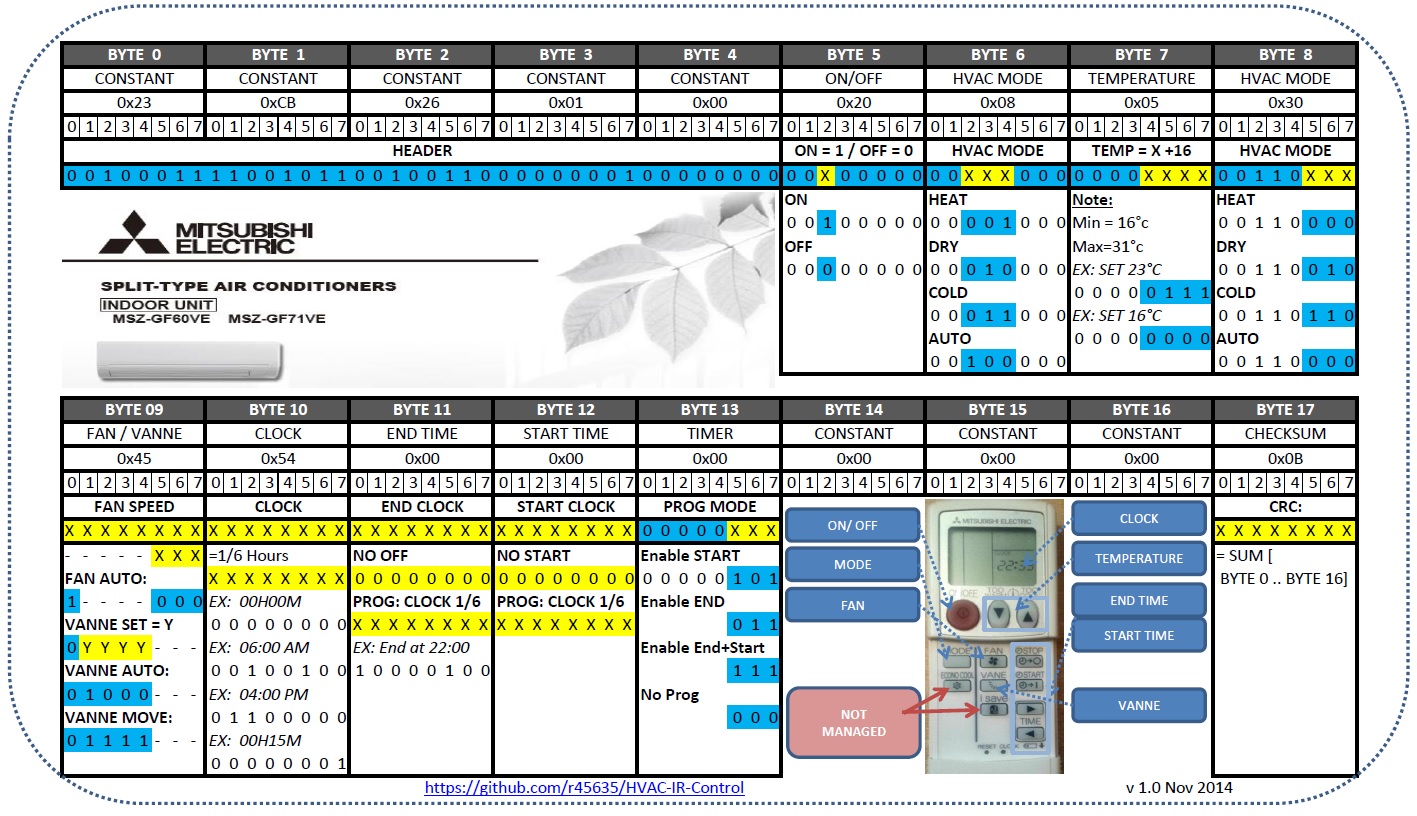 BYTE 0 BYTE 1 BYTE 2 BYTE 3 BYTE 4 BYTE 5 BYTE 6 BYTE 7 BYTE 8
CONSTANT CONSTANT CONSTANT CONSTANT CONSTANT ON/OFF HVAC MODE TEMPERATURE HVAC MODE
0x23 0xCB 0x26 0x01 0x00 0x20 0x08 0x05 0x30
0 1 2 3 4 5 6 7 0 1 2 3 4 5 6 7 0 1 2 3 4 5 6 7 0 1 2 3 4 5 6 7 0 1 2 3 4 5 6 7 0 1 2 3 4 5 6 7 0 1 2 3 4 5 6 7 0 1 2 3 4 5 6 7 0 1 2 3 4 5 6 7
HEADER ON = 1 / OFF = 0 HVAC MODE TEMP = X +16 HVAC MODE
0 0 1 0 0 0 1 1 1 1 0 0 1 0 1 1 0 0 1 0 0 1 1 0 0 0 0 0 0 0 0 1 0 0 0 0 0 0 0 0 0 0 X 0 0 0 0 0 0 0 X X X 0 0 0 0 0 0 0 X X X X 0 0 1 1 0 X X X
MITSUBISHI
ELECTRIC
SPLIT-TYPE AIR CONDITIONERS
INDOOR UNIT
MSZ-GF60VE MSZ-GF71VE
ON
0 0 1 0 0 0 0 0
OFF
0 0 0 0 0 0 0 0
HEAT
0 0 0 0 1 0 0 0
DRY
0 0 0 1 0 0 0 0
COLD
0 0 0 1 1 0 0 0
AUTO
0 0 1 0 0 0 0 0
Note:
Min = 16°c
Max=31°c
EX: SET 23°C
0 0 0 0 0 1 1 1
EX: SET 16°C
0 0 0 0 0 0 0 0
HEAT
0 0 1 1 0 0 0 0
DRY
0 0 1 1 0 0 1 0
COLD
0 0 1 1 0 1 1 0
AUTO
0 0 1 1 0 0 0 0
BYTE 09 BYTE 10 BYTE 11 BYTE 12 BYTE 13 BYTE 14 BYTE 15 BYTE 16 BYTE 17
FAN / VANNE CLOCK END TIME START TIME TIMER CONSTANT CONSTANT CONSTANT CHECKSUM
0x45 0x54 0x00 0x00 0x00 0x00 0x00 0x00 0x0B
0 1 2 3 4 5 6 7 0 1 2 3 4 5 6 7 0 1 2 3 4 5 6 7 0 1 2 3 4 5 6 7 0 1 2 3 4 5 6 7 0 1 2 3 4 5 6 7 0 1 2 3 4 5 6 7 0 1 2 3 4 5 6 7 0 1 2 3 4 5 6 7
FAN SPEED
X X X X X X X X
- - - - - X X X
FAN AUTO:
1 - - - - 0 0 0
VANNE SET = Y
0 Y Y Y Y - - -
VANNE AUTO:
0 1 0 0 0 - - -
VANNE MOVE:
0 1 1 1 1 - - -
CLOCK
X X X X X X X X
=1/6 Hours
X X X X X X X X
EX: 00H00M
0 0 0 0 0 0 0 0
EX: 06:00 AM
0 0 1 0 0 1 0 0
EX: 04:00 PM
0 1 1 0 0 0 0 0
EX: 00H15M
0 0 0 0 0 0 0 1
END CLOCK
X X X X X X X X
NO OFF
0 0 0 0 0 0 0 0
PROG: CLOCK 1/6
X X X X X X X X
EX: End at 22:00
1 0 0 0 0 1 0 0
START CLOCK
X X X X X X X X
NO START
0 0 0 0 0 0 0 0
PROG: CLOCK 1/6
X X X X X X X X
PROG MODE
0 0 0 0 0 X X X
Enable START
0 0 0 0 0 1 0 1
Enable END
0 1 1
Enable End+Start
1 1 1
No Prog
0 0 0
ON/ OFF
MODE
FAN
NOT
MANAGED
MITSUBISHI ELECTRIC
CLOCK
22:33
FAN
STOP
ECONO COOL
VANE
START
i save
TIME
RESET
CLOCK
TEMPERATURE
END TIME
START TIME
VANNE
CRC:
X X X X X X X X
= SUM [
BYTE 0 .. BYTE 16]
https://github.com/r45635/HVAC-IR-Control
v 1.0 Nov 2014